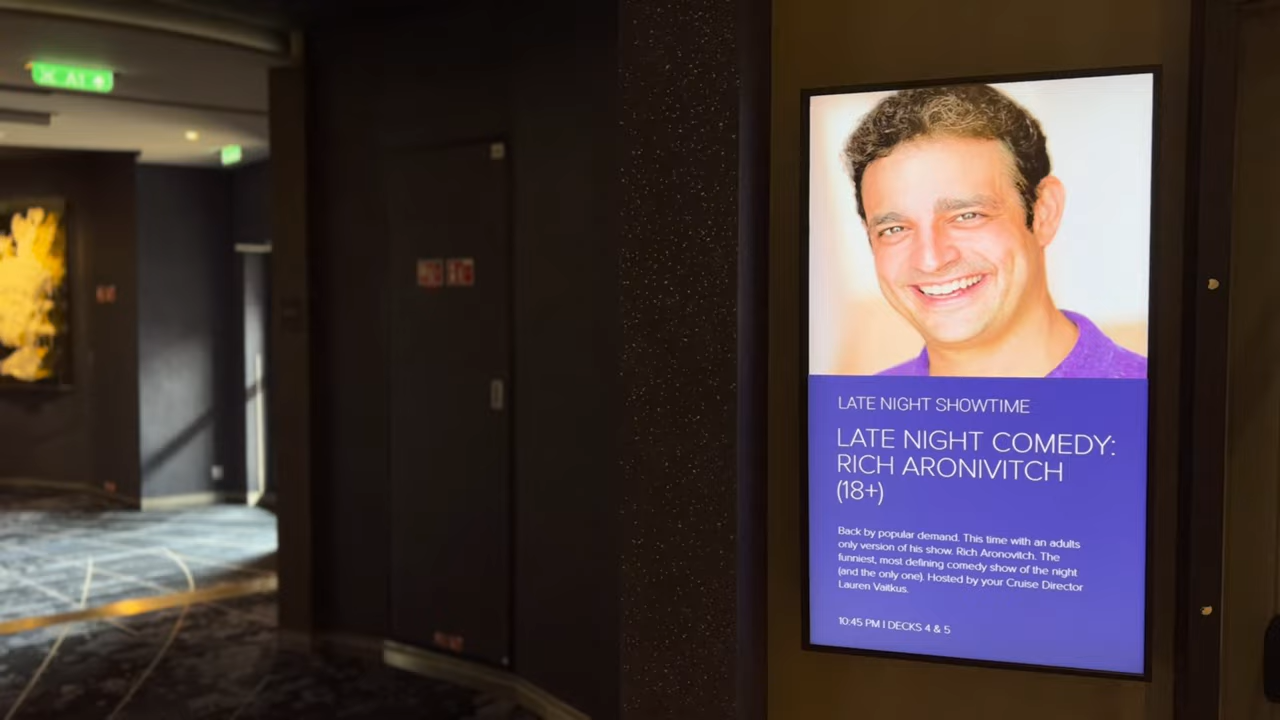 LATE NIGHT SHOWTIME
LATE NIGHT COMEDY:
RICH ARONIVITCH
(18+)
Back by popular demand. This time with an adults
only version of his show. Rich Aronovitch. The
funniest, most defining comedy show of the night
(and the only one). Hosted by your Cruise Director
Lauren Vaitkus.
10:45 PM I DECKS 4 & 5